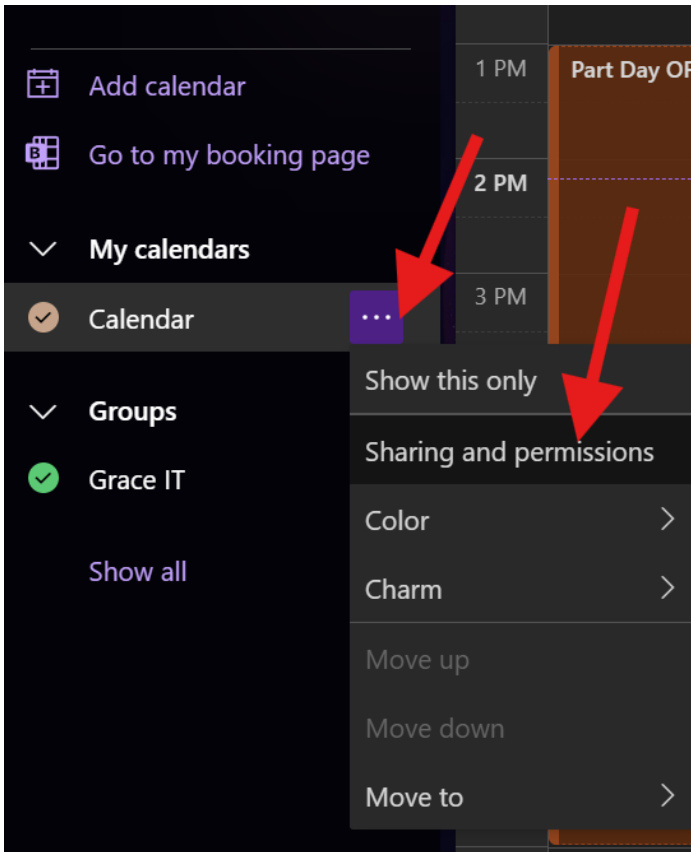 Add calendar
Go to my booking page
My calendars
Calendar
...
Groups
Grace IT
Show all
1 PM
2 PM
3 PM
Part Day OF
Show this only
Sharing and permissions
Color
Charm
Move up
Move down
Move to